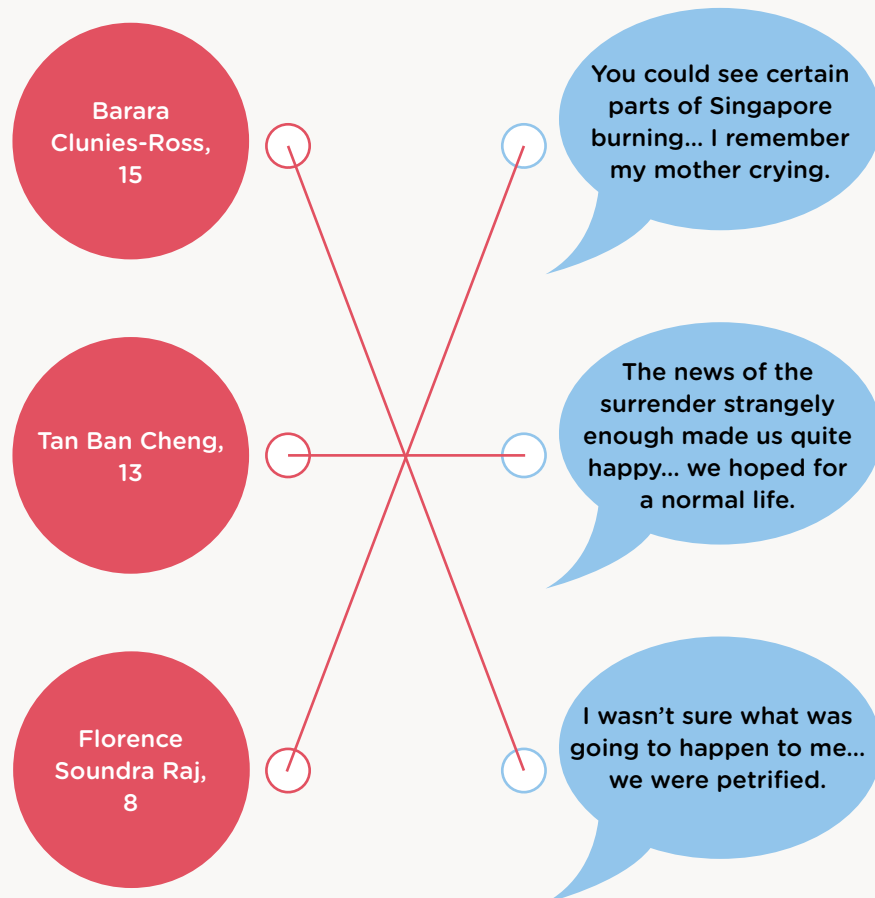 Barara
Clunies-Ross,
15
You could see certain
parts of Singapore
burning... I remember
my mother crying.
Tan Ban Cheng,
13
The news of the
surrender strangely
enough made us quite
happy... we hoped for
a normal life.
Florence
Soundra Raj,
8
I wasn’t sure what was
going to happen to me...
we were petrified.